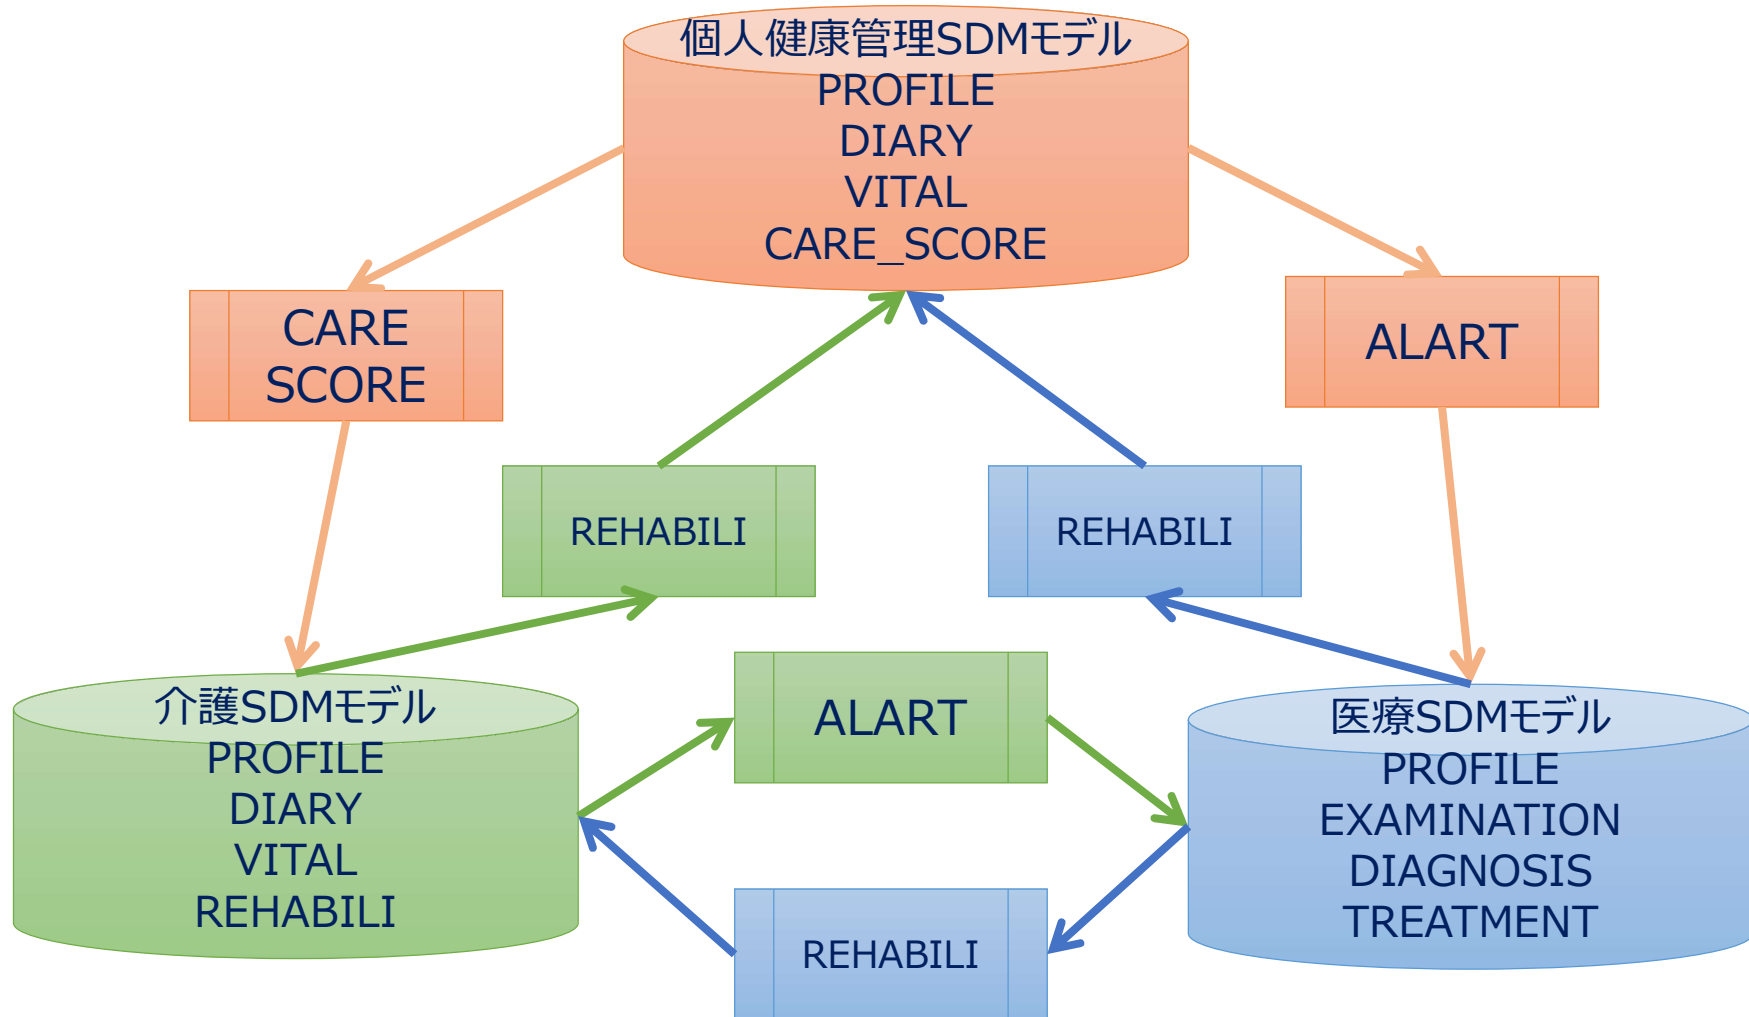 個人健康管理SDMモデル
PROFILE
DIARY
VITAL
CARE_SCORE
CARE
SCORE
ALART
REHABILI
REHABILI
介護SDMモデル
PROFILE
DIARY
VITAL
REHABILI
ALART
医療SDMモデル
PROFILE
EXAMINATION
DIAGNOSIS
TREATMENT
REHABILI